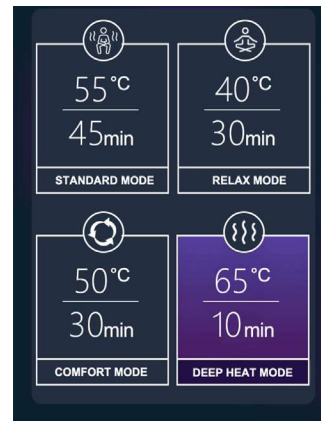 55°C
45min
STANDARD MODE
40°C
30min
RELAX MODE
50°C
30min
COMFORT MODE
65°C
10min
DEEP HEAT MODE